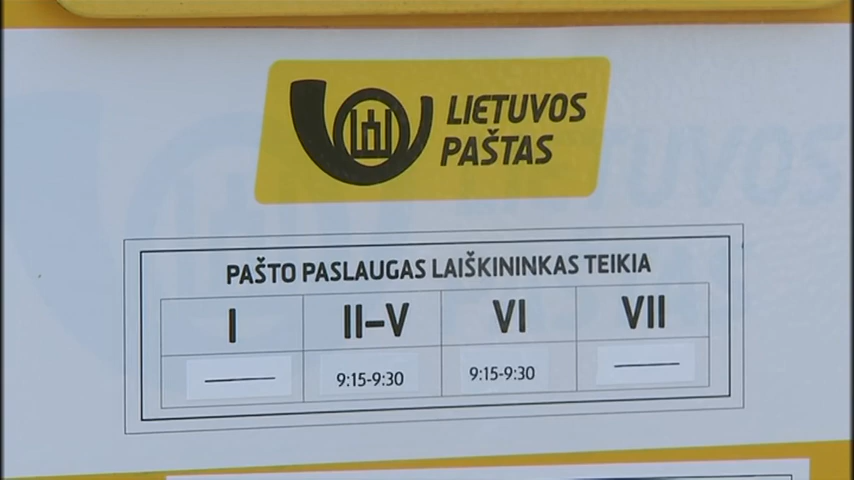 LIETUVOS
PAŠTAS
PAŠTO PASLAUGAS LAIŠKININKAS TEIKIA
I II–V VI VII
— 9:15-9:30 9:15-9:30 —